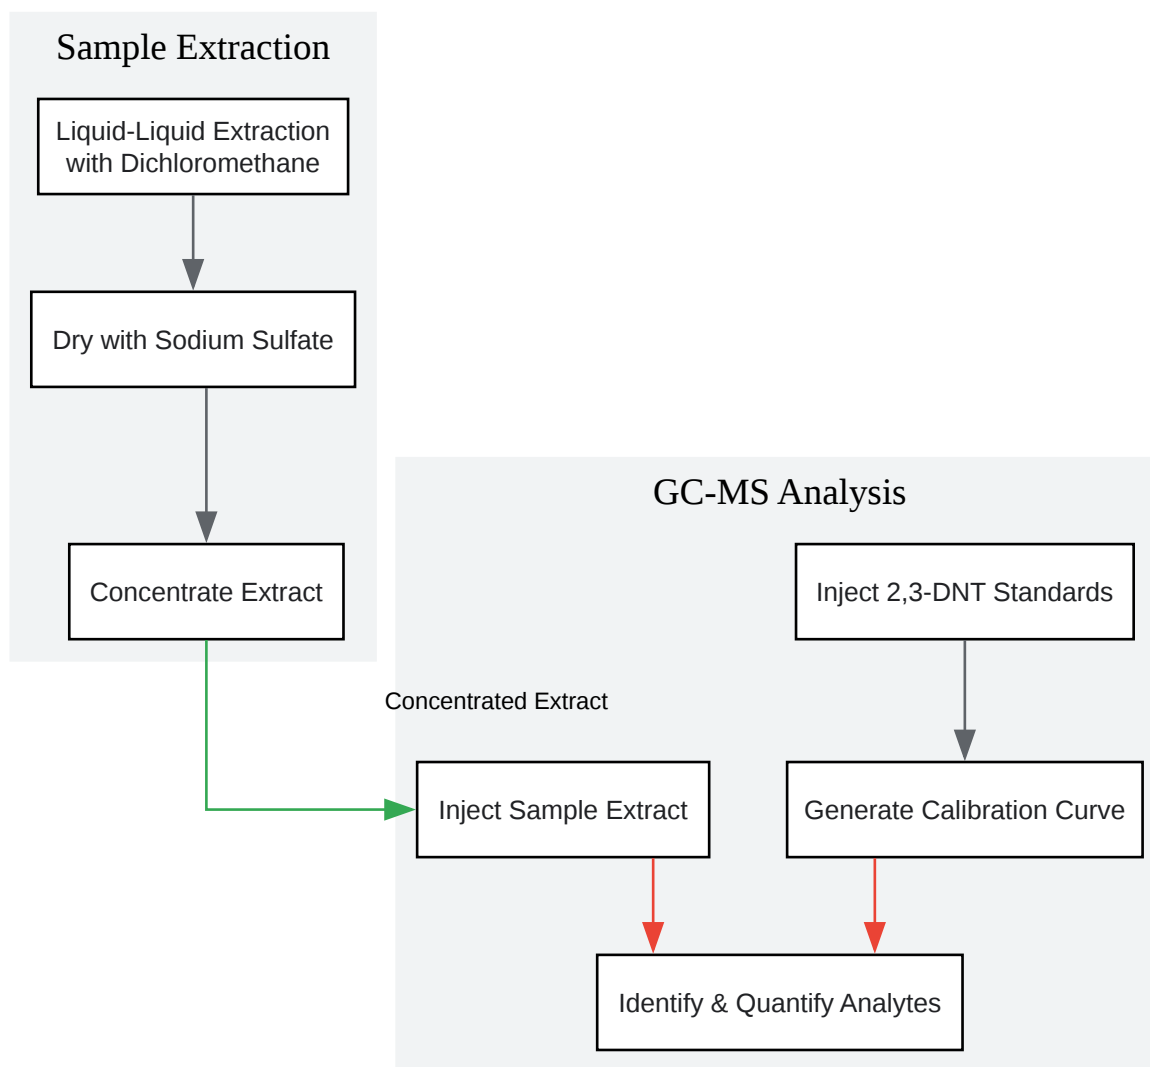 Sample Extraction
Liquid-Liquid Extraction
with Dichloromethane
Dry with Sodium Sulfate
Concentrate Extract
GC-MS Analysis
Inject 2,3-DNT Standards
Concentrated Extract
Inject Sample Extract
Generate Calibration Curve
Identify & Quantify Analytes